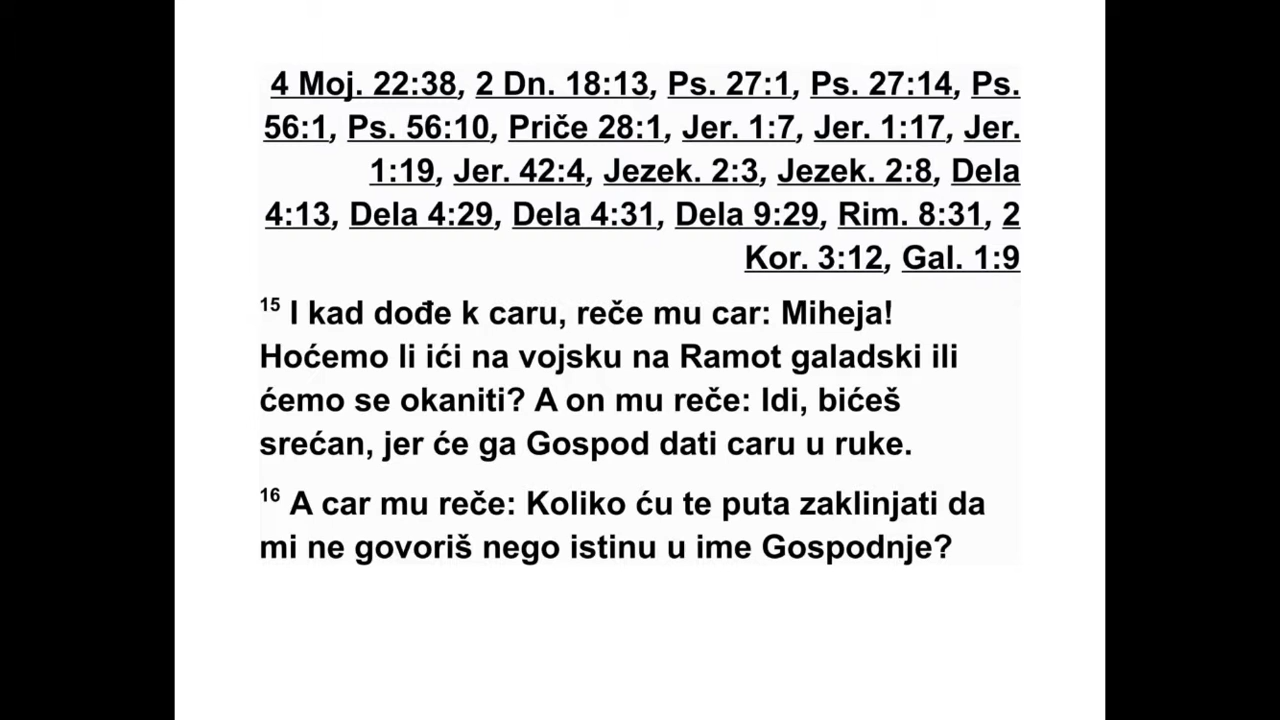 4 Moj. 22:38, 2 Dn. 18:13, Ps. 27:1, Ps. 27:14, Ps.
56:1, Ps. 56:10, Priče 28:1, Jer. 1:7, Jer. 1:17, Jer.
1:19, Jer. 42:4, Jezek. 2:3, Jezek. 2:8, Dela
4:13, Dela 4:29, Dela 4:31, Dela 9:29, Rim. 8:31, 2
Kor. 3:12, Gal. 1:9
15 I kad dođe k caru, reče mu car: Miheja!
Hoćemo li ići na vojsku na Ramot galadski ili
ćemo se okaniti? A on mu reče: Idi, bićeš
srećan, jer će ga Gospod dati caru u ruke.
16 A car mu reče: Koliko ću te puta zaklinjati da
mi ne govoriš nego istinu u ime Gospodnje?